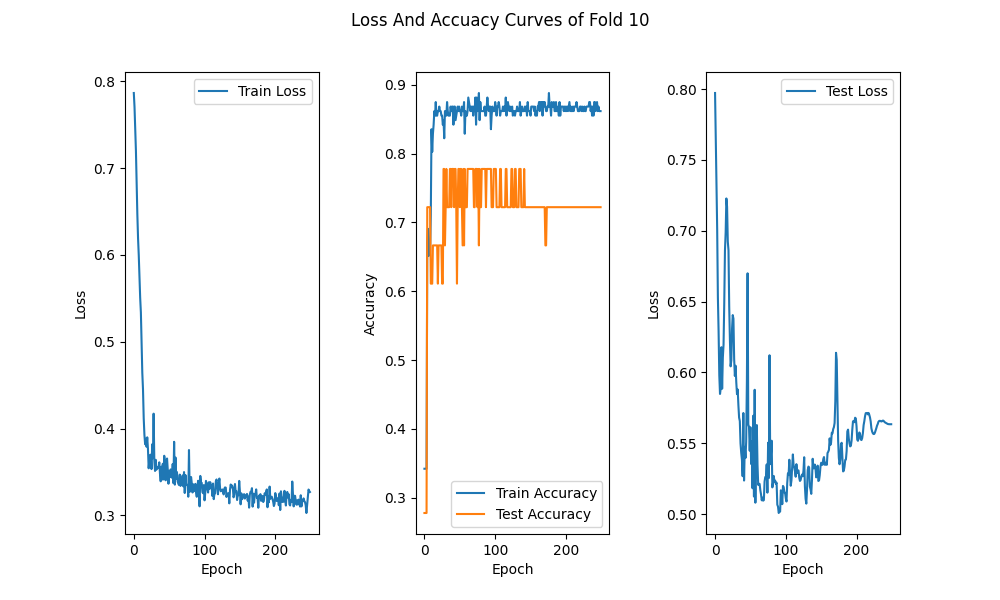 Loss And Accuacy Curves of Fold 10
Train Loss
0.8
0.7
0.6
0.5
0.4
0.3
Loss
0
100
200
Epoch
Train Accuracy
Test Accuracy
0.9
0.8
0.7
0.6
0.5
0.4
0.3
Accuracy
0
100
200
Epoch
Test Loss
0.80
0.75
0.70
0.65
0.60
0.55
0.50
Loss
0
100
200
Epoch